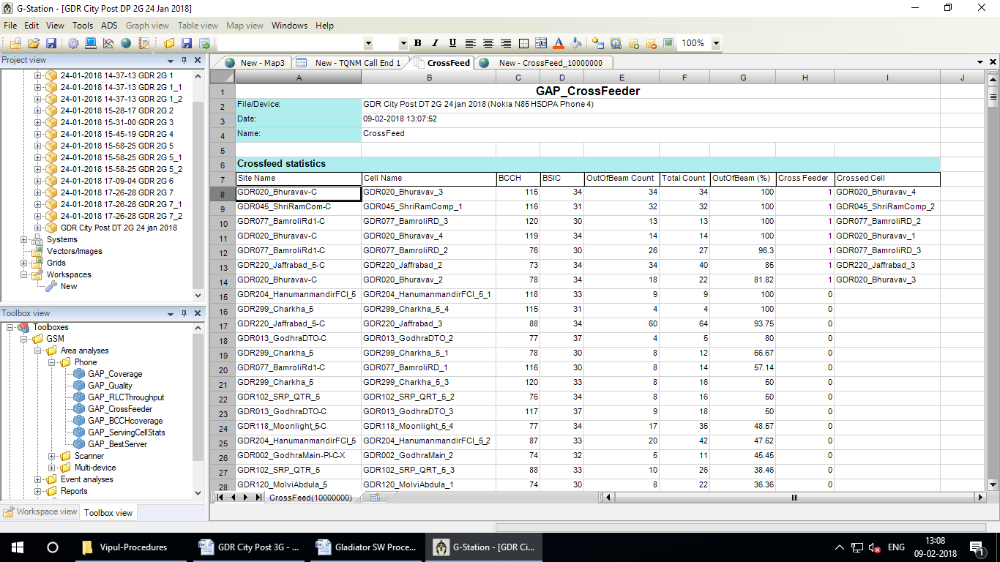 G-Station - [GDR City Post DP 2G 24 Jan 2018]
File Edit View Tools ADS Graph view Table view Map view Windows Help
B I U A 100%
Project view
24-01-2018 14-37-13 GDR 2G 1
24-01-2018 14-37-13 GDR 2G 1_1
24-01-2018 14-37-13 GDR 2G 1_2
24-01-2018 15-28-17 GDR 2G 2
24-01-2018 15-31-00 GDR 2G 3
24-01-2018 15-45-19 GDR 2G 4
24-01-2018 15-58-25 GDR 2G 5
24-01-2018 15-58-25 GDR 2G 5_1
24-01-2018 15-58-25 GDR 2G 5_2
24-01-2018 17-09-04 GDR 2G 6
24-01-2018 17-26-28 GDR 2G 7
24-01-2018 17-26-28 GDR 2G 7_1
24-01-2018 17-26-28 GDR 2G 7_2
GDR City Post DT 2G 24 jan 2018
Systems
Vectors/Images
Grids
Workspaces
New
Toolbox view
Toolboxes
GSM
Area analyses
Phone
GAP_Coverage
GAP_Quality
GAP_RLCThroughput
GAP_CrossFeeder
GAP_BCCHcoverage
GAP_ServingCellStats
GAP_BestServer
Scanner
Multi-device
Event analyses
Reports
Workspace view Toolbox view
New - Map3 New - TQNM Call End 1 CrossFeed New - CrossFeed_10000000
A B C D E F G H I J
1 GAP_CrossFeeder
2 File/Device: GDR City Post DT 2G 24 jan 2018 (Nokia N85 HSDPA Phone 4)
3 Date: 09-02-2018 13:07:52
4 Name: CrossFeed
5
6 Crossfeed statistics
7 Site Name Cell Name BCCH BSIC OutOfBeam Count Total Count OutOfBeam (%) Cross Feeder Crossed Cell
8 GDR020_Bhuravav-C GDR020_Bhuravav_3 115 34 34 34 100 1 GDR020_Bhuravav_4
9 GDR045_ShriRamCom-C GDR045_ShriRamComp_1 116 31 32 32 100 1 GDR045_ShriRamComp_2
10 GDR077_BamroliRd1-C GDR077_BamroliRD_3 120 30 13 13 100 1 GDR077_BamroliRD_2
11 GDR020_Bhuravav-C GDR020_Bhuravav_4 119 34 14 14 100 1 GDR020_Bhuravav_1
12 GDR077_BamroliRd1-C GDR077_BamroliRD_2 76 30 26 27 96.3 1 GDR077_BamroliRD_3
13 GDR220_Jaffrabad_5-C GDR220_Jaffrabad_2 73 34 34 40 85 1 GDR220_Jaffrabad_3
14 GDR020_Bhuravav-C GDR020_Bhuravav_2 78 34 18 22 81.82 1 GDR020_Bhuravav_3
15 GDR204_HanumanmandirFCI_5 GDR204_HanumanmandirFCI_5_1 118 33 9 9 100 0
16 GDR299_Charkha_5 GDR299_Charkha_5_4 115 31 4 4 100 0
17 GDR220_Jaffrabad_5-C GDR220_Jaffrabad_3 88 34 60 64 93.75 0
18 GDR013_GodhraDTO-C GDR013_GodhraDTO_2 77 37 4 5 80 0
19 GDR299_Charkha_5 GDR299_Charkha_5_1 78 30 8 12 66.67 0
20 GDR077_BamroliRd1-C GDR077_BamroliRD_1 116 30 8 14 57.14 0
21 GDR299_Charkha_5 GDR299_Charkha_5_3 120 33 8 16 50 0
22 GDR102_SRP_QTR_5 GDR102_SRP_QRT_5_2 76 34 8 16 50 0
23 GDR013_GodhraDTO-C GDR013_GodhraDTO_3 117 37 9 18 50 0
24 GDR118_Moonlight_5-C GDR118_Moonlight_5_4 77 34 17 35 48.57 0
25 GDR204_HanumanmandirFCI_5 GDR204_HanumanmandirFCI_5_2 87 33 20 42 47.62 0
26 GDR002_GodhraMain-PI-C-X GDR002_GodhraMain_2 74 32 5 11 45.45 0
27 GDR102_SRP_QTR_5 GDR102_SRP_QRT_5_3 88 33 10 26 38.46 0
28 GDR120_MolviAbdula_5 GDR120_MolviAbdula_1 74 30 8 22 36.36 0
CrossFeed(10000000)
Vipul-Procedures GDR City Post 3G - ... Gladiator SW Proce... G-Station - [GDR Ci... ENG 13:08
09-02-2018 1